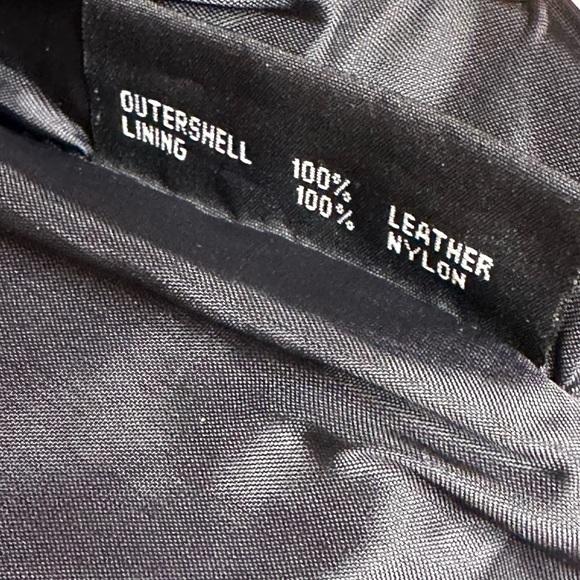 OUTERSHELL 100% LEATHER
LINING 100% NYLON